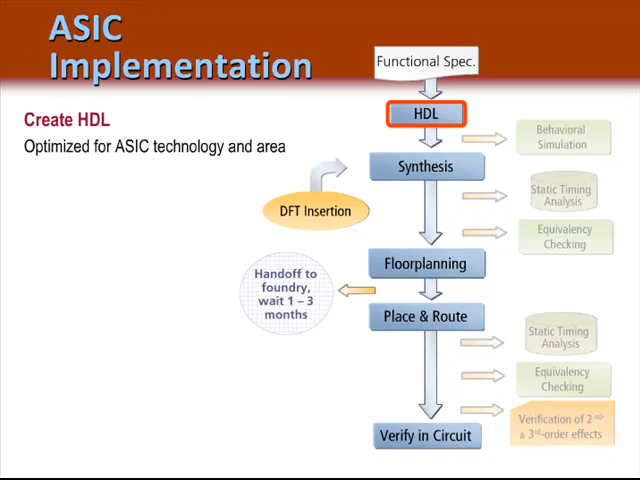 ASIC
Implementation
Functional Spec.
Create HDL
HDL
Optimized for ASIC technology and area
Behavioral
Simulation
Synthesis
Static Timing
Analysis
DFT Insertion
Equivalency
Checking
Floorplanning
Handoff to
foundry,
wait 1 – 3
months
Place & Route
Static Timing
Analysis
Equivalency
Checking
Verification of 2nd-
& 3rd-order effects
Verify in Circuit